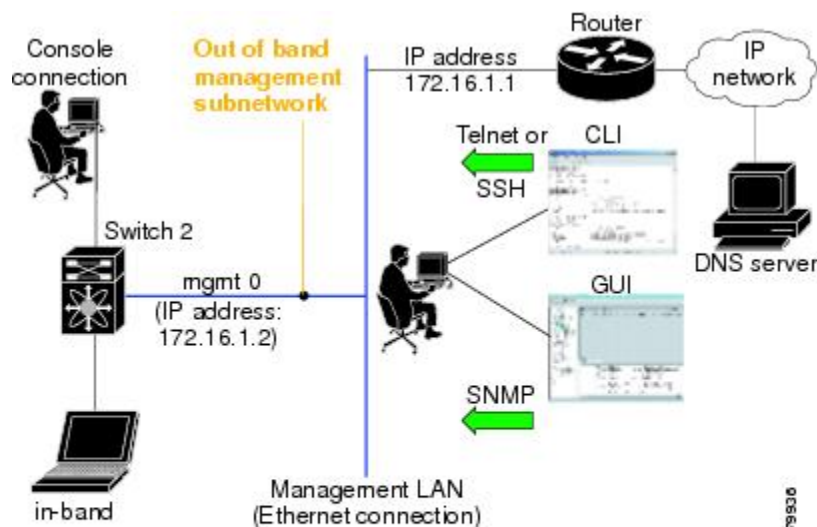 Console
connection
Out of band
management
subnetwork
IP address
172.16.1.1
Router
IP
network
Telnet or
SSH
CLI
DNS server
Switch 2
mgmt 0
(IP address:
172.16.1.2)
GUI
SNMP
in-band
Management LAN
(Ethernet connection)